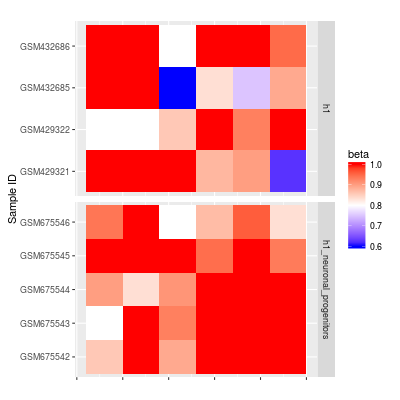 GSM432686
GSM432685
GSM429322
GSM429321
h1
GSM675546
GSM675545
GSM675544
GSM675543
GSM675542
h1_neuronal_progenitors
Sample ID
beta
1.0
0.9
0.8
0.7
0.6